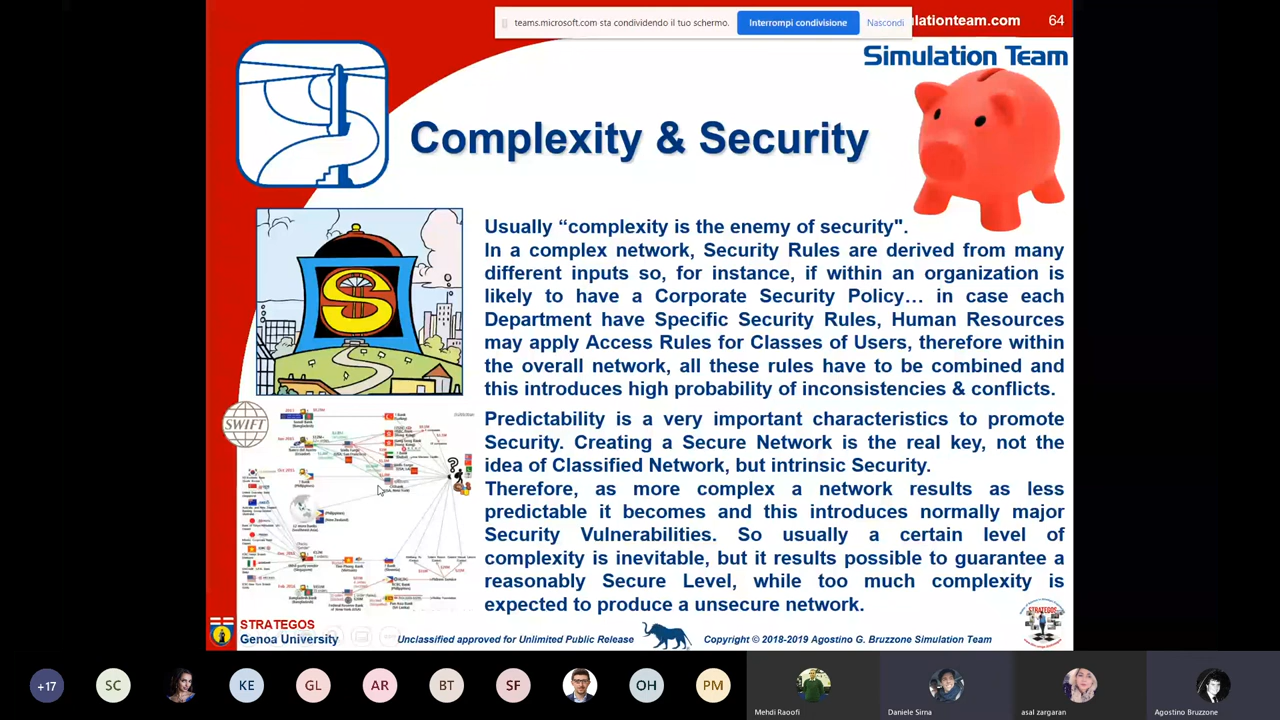 teams.microsoft.com sta condividendo il tuo schermo.
Interrompi condivisione
Nascondi
64
Simulation Team
Complexity & Security
Usually “complexity is the enemy of security".
In a complex network, Security Rules are derived from many
different inputs so, for instance, if within an organization is
likely to have a Corporate Security Policy… in case each
Department have Specific Security Rules, Human Resources
may apply Access Rules for Classes of Users, therefore within
the overall network, all these rules have to be combined and
this introduces high probability of inconsistencies & conflicts.
S
SWIFT
Predictability is a very important characteristics to promote
Security. Creating a Secure Network is the real key, not the
idea of Classified Network, but intrinsic Security.
Therefore, as more complex a network results as less
predictable it becomes and this introduces normally major
Security Vulnerabilities. So usually a certain level of
complexity is inevitable, but it results possible to guarantee a
reasonably Secure Level, while too much complexity is
expected to produce a unsecure network.
STRATEGOS
Genoa University
Unclassified approved for Unlimited Public Release
Copyright © 2018-2019 Agostino G. Bruzzone Simulation Team
STRATEGOS
+17
SC
KE
GL
AR
BT
SF
OH
PM
Mehdi Raoofi
Daniele Sirna
asal zargaran
Agostino Bruzzone